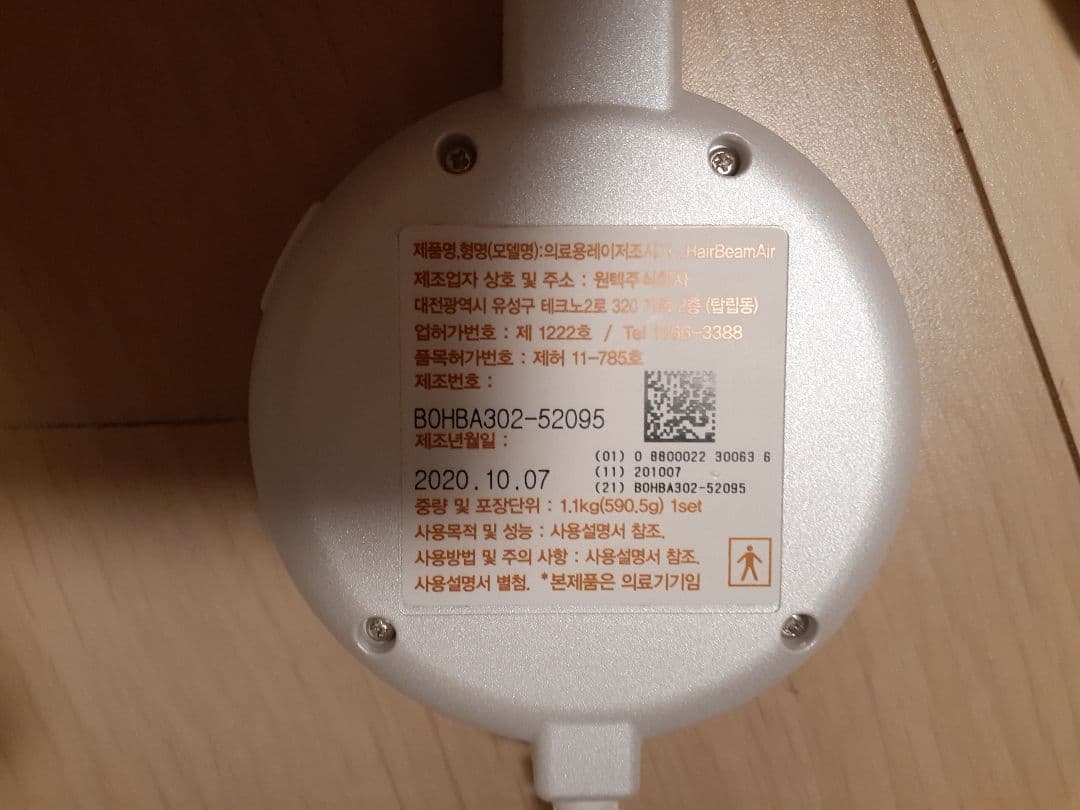 제품명,형명(모델명):의료용레이저조사기, HairBeamAir
제조업자 상호 및 주소 : 원텍주식회사
대전광역시 유성구 테크노2로 320 2층 (탑립동)
업허가번호 : 제 1222호 / Tel -3388
품목허가번호 : 제허 11-785호
제조번호 :
B0HBA302-52095
제조년월일 :
2020.10.07
(01) 0 8800022 30063 6
(11) 201007
(21) B0HBA302-52095
중량 및 포장단위 : 1.1kg(590.5g) 1set
사용목적 및 성능 : 사용설명서 참조.
사용방법 및 주의 사항 : 사용설명서 참조.
사용설명서 별첨. *본제품은 의료기기임